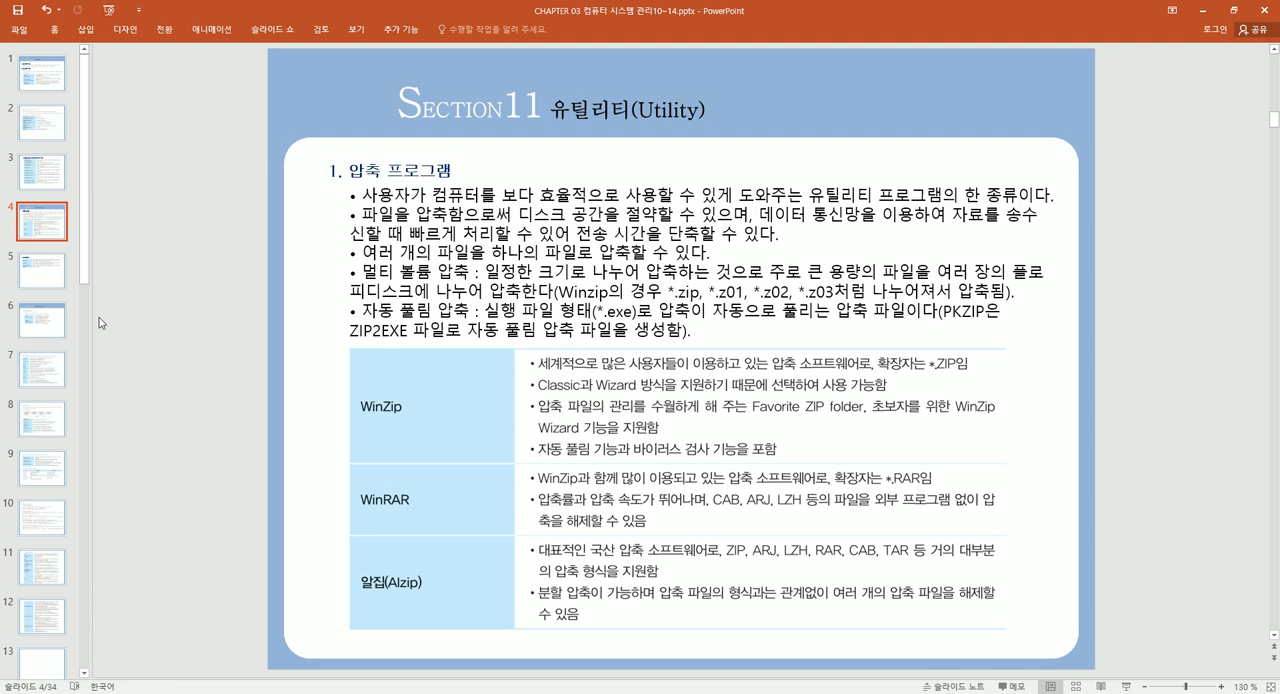 CHAPTER 03 컴퓨터 시스템 관리10~14.pptx - PowerPoint
파일 홈 삽입 디자인 전환 애니메이션 슬라이드 쇼 검토 보기 추가 기능 수행할 작업을 알려 주세요. 로그인 공유
SECTION 11 유틸리티(Utility)
1. 압축 프로그램
• 사용자가 컴퓨터를 보다 효율적으로 사용할 수 있게 도와주는 유틸리티 프로그램의 한 종류이다.
• 파일을 압축함으로써 디스크 공간을 절약할 수 있으며, 데이터 통신망을 이용하여 자료를 송수
신할 때 빠르게 처리할 수 있어 전송 시간을 단축할 수 있다.
• 여러 개의 파일을 하나의 파일로 압축할 수 있다.
• 멀티 볼륨 압축 : 일정한 크기로 나누어 압축하는 것으로 주로 큰 용량의 파일을 여러 장의 플로
피디스크에 나누어 압축한다(Winzip의 경우 *.zip, *.z01, *.z02, *.z03처럼 나누어져서 압축됨).
• 자동 풀림 압축 : 실행 파일 형태(*.exe)로 압축이 자동으로 풀리는 압축 파일이다(PKZIP은
ZIP2EXE 파일로 자동 풀림 압축 파일을 생성함).
WinZip
• 세계적으로 많은 사용자들이 이용하고 있는 압축 소프트웨어로, 확장자는 *.ZIP임
• Classic과 Wizard 방식을 지원하기 때문에 선택하여 사용 가능함
• 압축 파일의 관리를 수월하게 해 주는 Favorite ZIP folder, 초보자를 위한 WinZip
Wizard 기능을 지원함
• 자동 풀림 기능과 바이러스 검사 기능을 포함
WinRAR
• WinZip과 함께 많이 이용되고 있는 압축 소프트웨어로, 확장자는 *.RAR임
• 압축률과 압축 속도가 뛰어나며, CAB, ARJ, LZH 등의 파일을 외부 프로그램 없이 압
축을 해제할 수 있음
알집(Alzip)
• 대표적인 국산 압축 소프트웨어로, ZIP, ARJ, LZH, RAR, CAB, TAR 등 거의 대부분
의 압축 형식을 지원함
• 분할 압축이 가능하며 압축 파일의 형식과는 관계없이 여러 개의 압축 파일을 해제할
수 있음
1
2
3
4
5
6
7
8
9
10
11
12
13
슬라이드 4/34 한국어 슬라이드 노트 메모 130 %